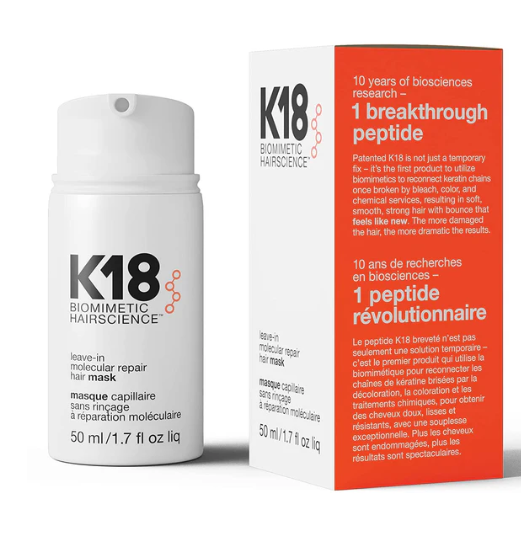 K18
BIOMIMETIC
HAIRSCIENCE™
leave-in
molecular repair
hair mask
masque capillaire
sans rinçage
à réparation moléculaire
50 ml/1.7 fl oz liq
K18
BIOMIMETIC
HAIRSCIENCE™
leave-in
molecular repair
hair mask
masque capillaire
sans rinçage
à réparation moléculaire
50 ml/1.7 fl oz liq
10 years of biosciences
research –
1 breakthrough
peptide
Patented K18 is not just a temporary
fix – it's the first product to utilize
biomimetics to reconnect keratin chains
once broken by bleach, color, and
chemical services, resulting in soft,
smooth, strong hair with bounce that
feels like new. The more damaged
the hair, the more dramatic the results.
10 ans de recherches
en biosciences –
1 peptide
révolutionnaire
Le peptide K18 breveté n'est pas
seulement une solution temporaire –
c'est le premier produit qui utilise la
biomimétique pour reconnecter les
chaînes de kératine brisées par la
décoloration, la coloration et les
traitements chimiques, pour obtenir
des cheveux doux, lisses et
résistants, avec une souplesse
exceptionnelle. Plus les cheveux
sont endommagés, plus les
résultats sont spectaculaires.